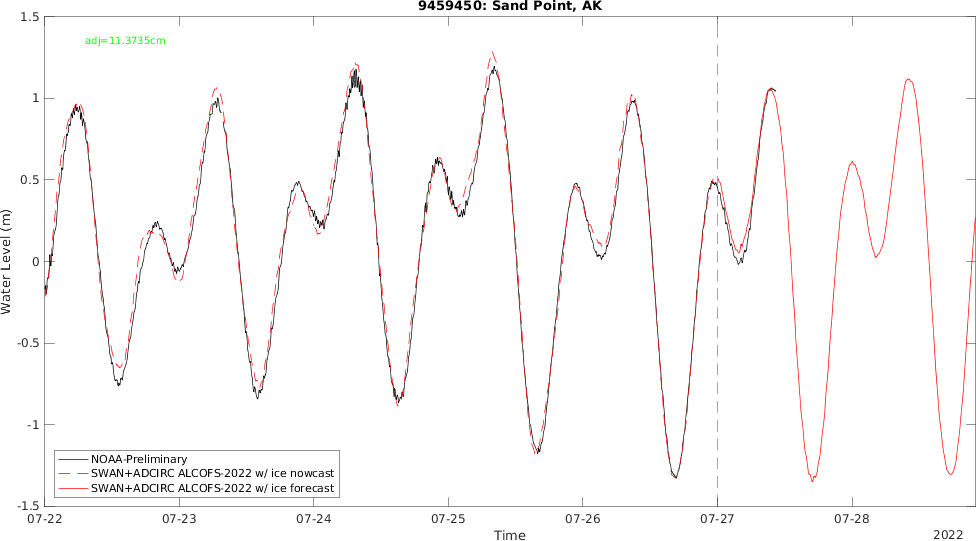 9459450: Sand Point, AK
adj=11.3735cm
Water Level (m)
1.5
1
0.5
0
-0.5
-1
-1.5
NOAA-Preliminary
SWAN+ADCIRC ALCOFS-2022 w/ ice nowcast
SWAN+ADCIRC ALCOFS-2022 w/ ice forecast
07-22 07-23 07-24 07-25 07-26 07-27 07-28
Time
2022